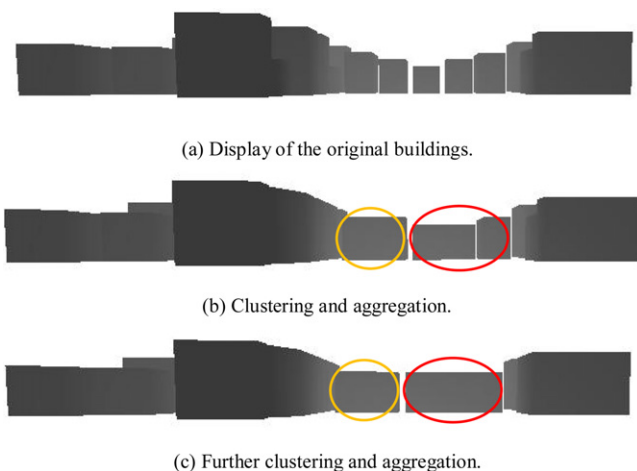 (a) Display of the original buildings.
(b) Clustering and aggregation.
(c) Further clustering and aggregation.